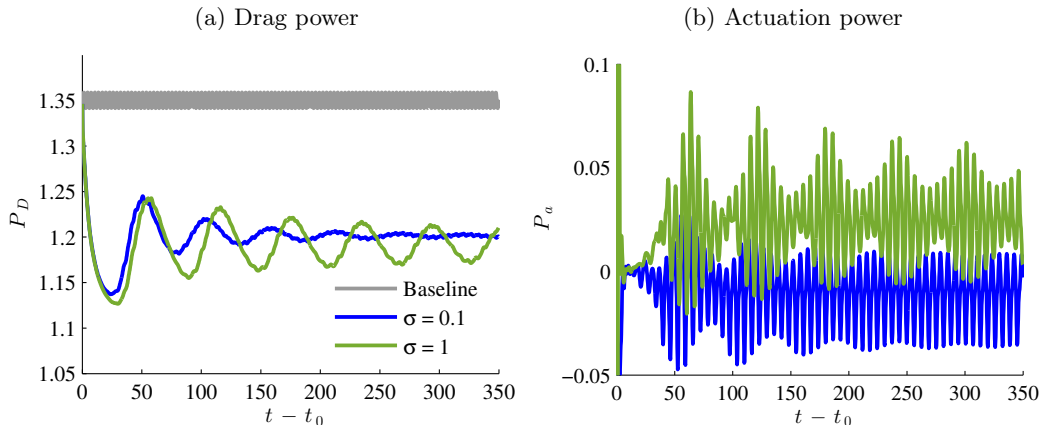 (a) Drag power
1.35
1.3
1.25
1.2
1.15
1.1
1.05
P_D
0 50 100 150 200 250 300 350
t − t_0
Baseline
σ = 0.1
σ = 1
(b) Actuation power
0.1
0.05
0
−0.05
P_a
0 50 100 150 200 250 300 350
t − t_0